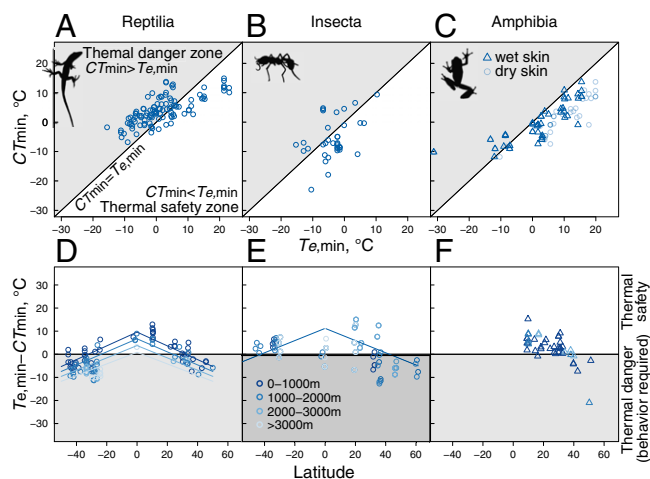 A Reptilia
B Insecta
C Amphibia
Themal danger zone
CTmin>Te,min
CTmin=Te,min
CTmin<Te,min
Thermal safety zone
wet skin
dry skin
CTmin, °C
20
10
0
−10
−20
−30
−30 −20 −10 0 10 20
−30 −20 −10 0 10 20
−30 −20 −10 0 10 20
Te,min, °C
D
E
F
Te,min−CTmin, °C
30
20
10
0
−10
−20
−30
0−1000m
1000−2000m
2000−3000m
>3000m
−40 −20 0 20 40 60
−40 −20 0 20 40 60
−40 −20 0 20 40 60
Latitude
Thermal safety
Thermal danger
(behavior required)